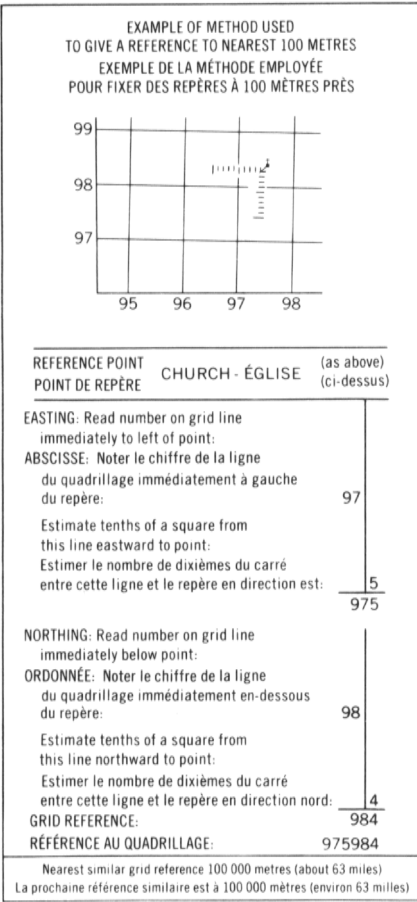 EXAMPLE OF METHOD USED
TO GIVE A REFERENCE TO NEAREST 100 METRES
EXEMPLE DE LA MÉTHODE EMPLOYÉE
POUR FIXER DES REPÈRES À 100 MÈTRES PRÈS
99
98
97
95 96 97 98
REFERENCE POINT
POINT DE REPÈRE
CHURCH - ÉGLISE
(as above)
(ci-dessus)
EASTING: Read number on grid line
immediately to left of point:
ABSCISSE: Noter le chiffre de la ligne
du quadrillage immédiatement à gauche
du repère: 97
Estimate tenths of a square from
this line eastward to point:
Estimer le nombre de dixièmes du carré
entre cette ligne et le repère en direction est: 5
975
NORTHING: Read number on grid line
immediately below point:
ORDONNÉE: Noter le chiffre de la ligne
du quadrillage immédiatement en-dessous
du repère: 98
Estimate tenths of a square from
this line northward to point:
Estimer le nombre de dixièmes du carré
entre cette ligne et le repère en direction nord: 4
GRID REFERENCE: 984
RÉFÉRÉ AU QUADRILLAGE: 975984
Nearest similar grid reference 100 000 metres (about 63 miles)
La prochaine référence similaire est à 100 000 mètres (environ 63 milles)